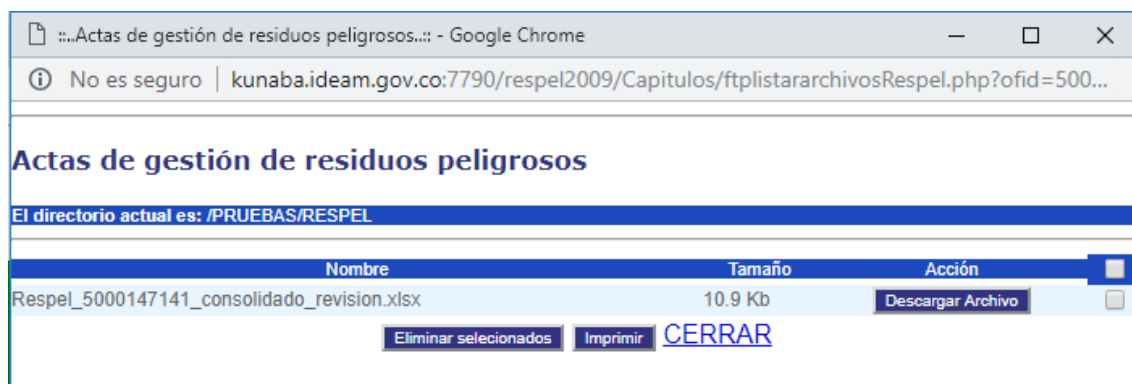 ::..Actas de gestión de residuos peligrosos..:: - Google Chrome
No es seguro | kunaba.ideam.gov.co:7790/respel2009/Capitulos/ftplistararchivosRespel.php?ofid=500...
Actas de gestión de residuos peligrosos
El directorio actual es: /PRUEBAS/RESPEL
Nombre Tamaño Acción
Respel_5000147141_consolidado_revision.xlsx 10.9 Kb Descargar Archivo
Eliminar selecionados Imprimir CERRAR